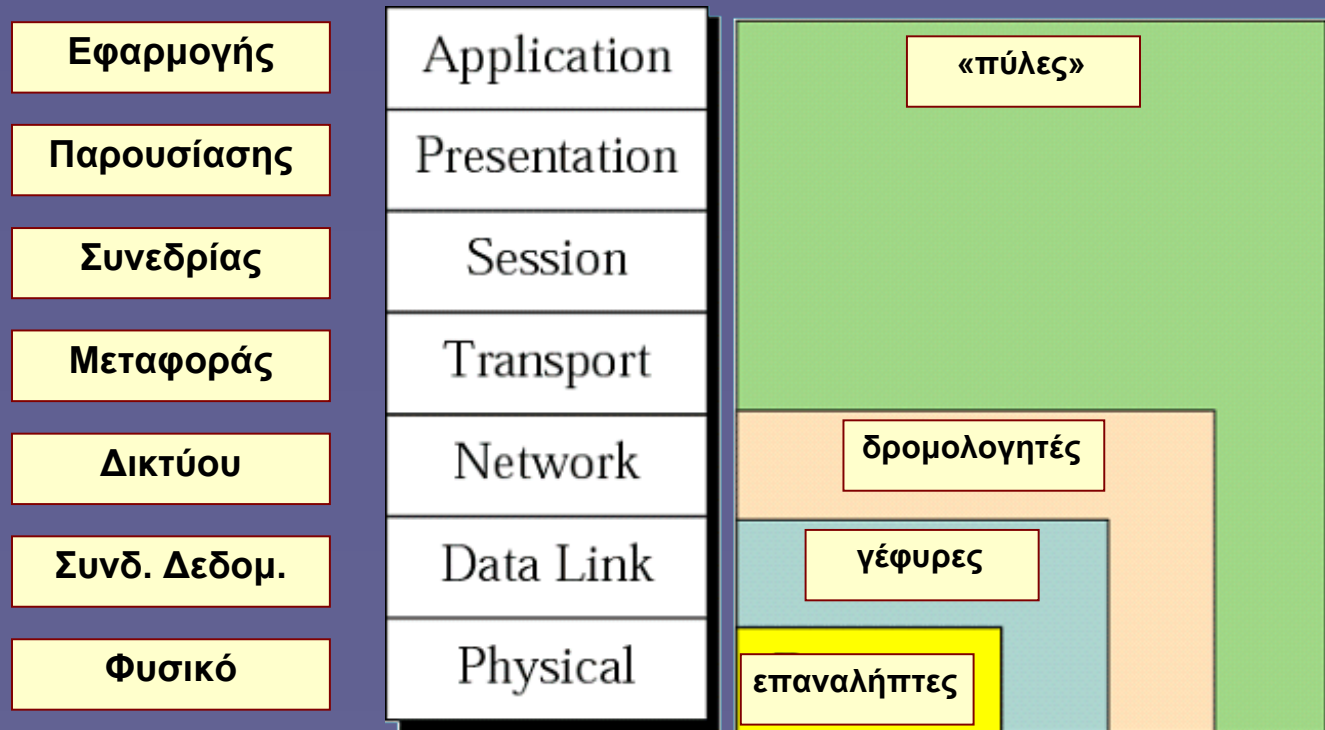 Εφαρμογής
Application
«πύλες»
Παρουσίασης
Presentation
Συνεδρίας
Session
Μεταφοράς
Transport
Δικτύου
Network
δρομολογητές
Συνδ. Δεδομ.
Data Link
γέφυρες
Φυσικό
Physical
επαναλήπτες